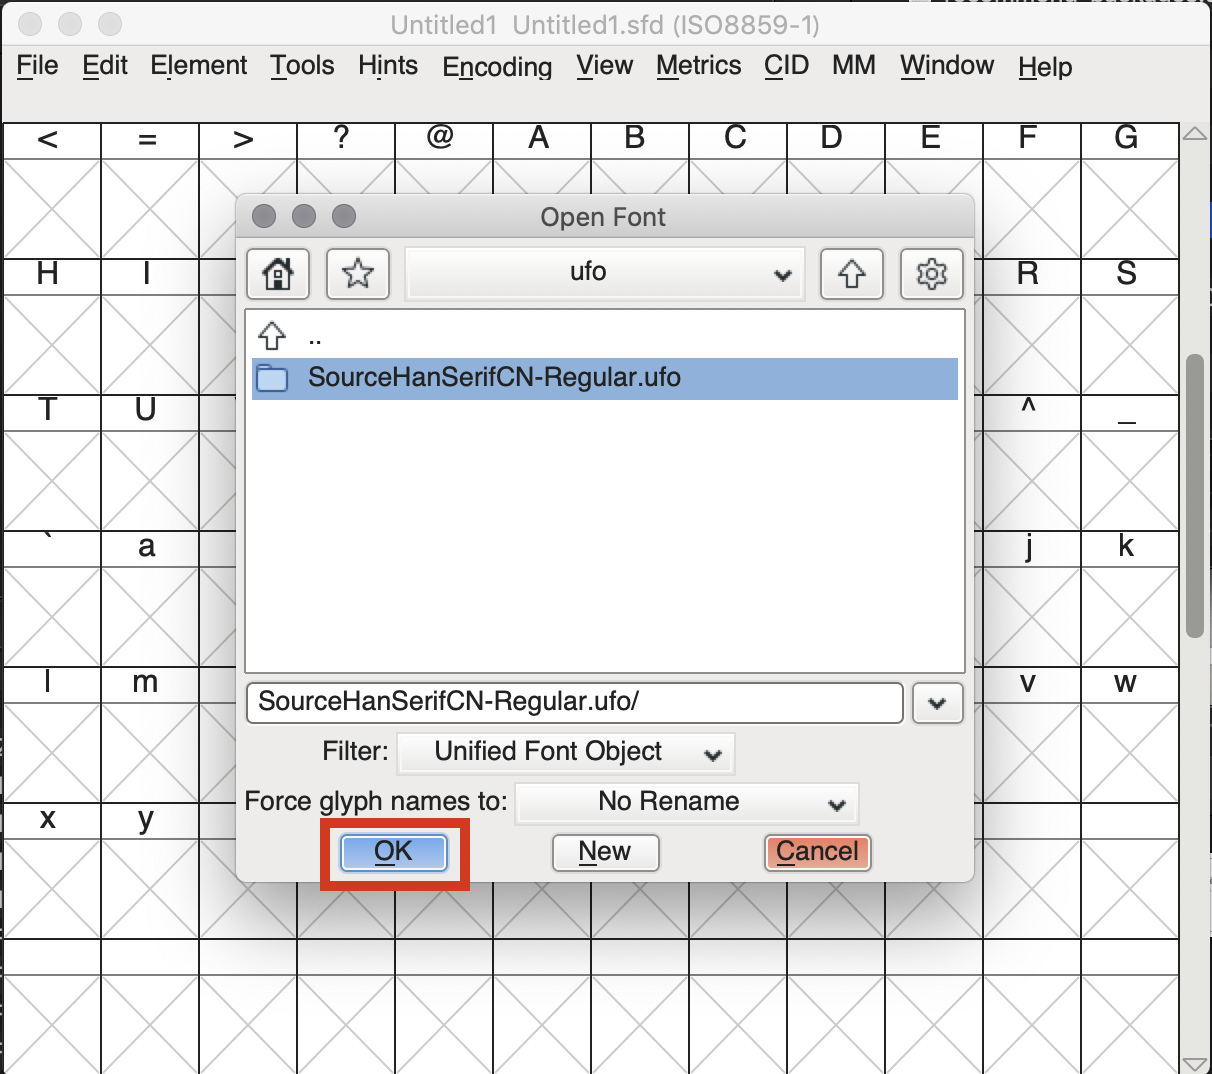 Untitled1 Untitled1.sfd (ISO8859-1)
File Edit Element Tools Hints Encoding View Metrics CID MM Window Help
< = > ? @ A B C D E F G
Open Font
ufo
H I R S
..
SourceHanSerifCN-Regular.ufo
T U ^ _
` a j k
l m v w
SourceHanSerifCN-Regular.ufo/
Filter: Unified Font Object
Force glyph names to: No Rename
x y
OK New Cancel